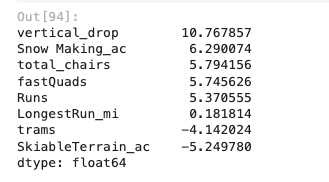 Out[94]:
vertical_drop 10.767857
Snow Making_ac 6.290074
total_chairs 5.794156
fastQuads 5.745626
Runs 5.370555
LongestRun_mi 0.181814
trams -4.142024
SkiableTerrain_ac -5.249780
dtype: float64